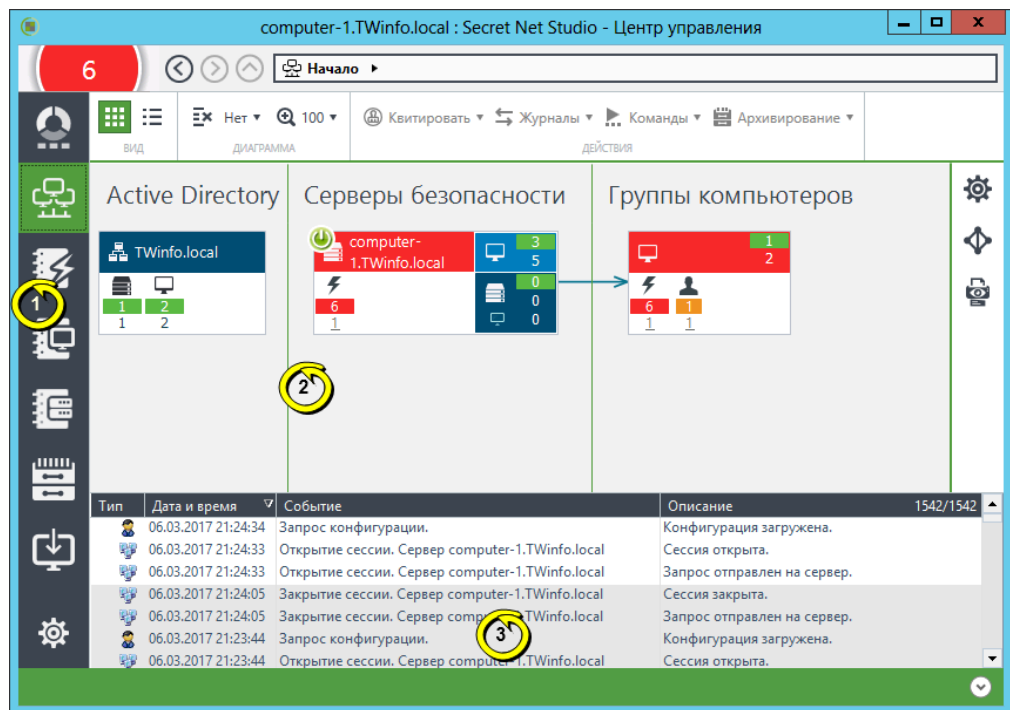 computer-1.TWinfo.local : Secret Net Studio - Центр управления
6
Начало
Нет 100 Квитировать Журналы Команды Архивирование
ВИД ДИАГРАММА ДЕЙСТВИЯ
Active Directory Серверы безопасности Группы компьютеров
TWinfo.local
1 2
1 2
computer-
1.TWinfo.local
3
5
6
1
0
0
0
1
2
6 1
1 1
1
2
3
Тип Дата и время Событие Описание 1542/1542
06.03.2017 21:24:34 Запрос конфигурации. Конфигурация загружена.
06.03.2017 21:24:33 Открытие сессии. Сервер computer-1.TWinfo.local Сессия открыта.
06.03.2017 21:24:33 Открытие сессии. Сервер computer-1.TWinfo.local Запрос отправлен на сервер.
06.03.2017 21:24:05 Закрытие сессии. Сервер computer-1.TWinfo.local Сессия закрыта.
06.03.2017 21:24:05 Закрытие сессии. Сервер computer-1.TWinfo.local Запрос отправлен на сервер.
06.03.2017 21:23:44 Запрос конфигурации. Конфигурация загружена.
06.03.2017 21:23:44 Открытие сессии. Сервер computer-1.TWinfo.local Сессия открыта.